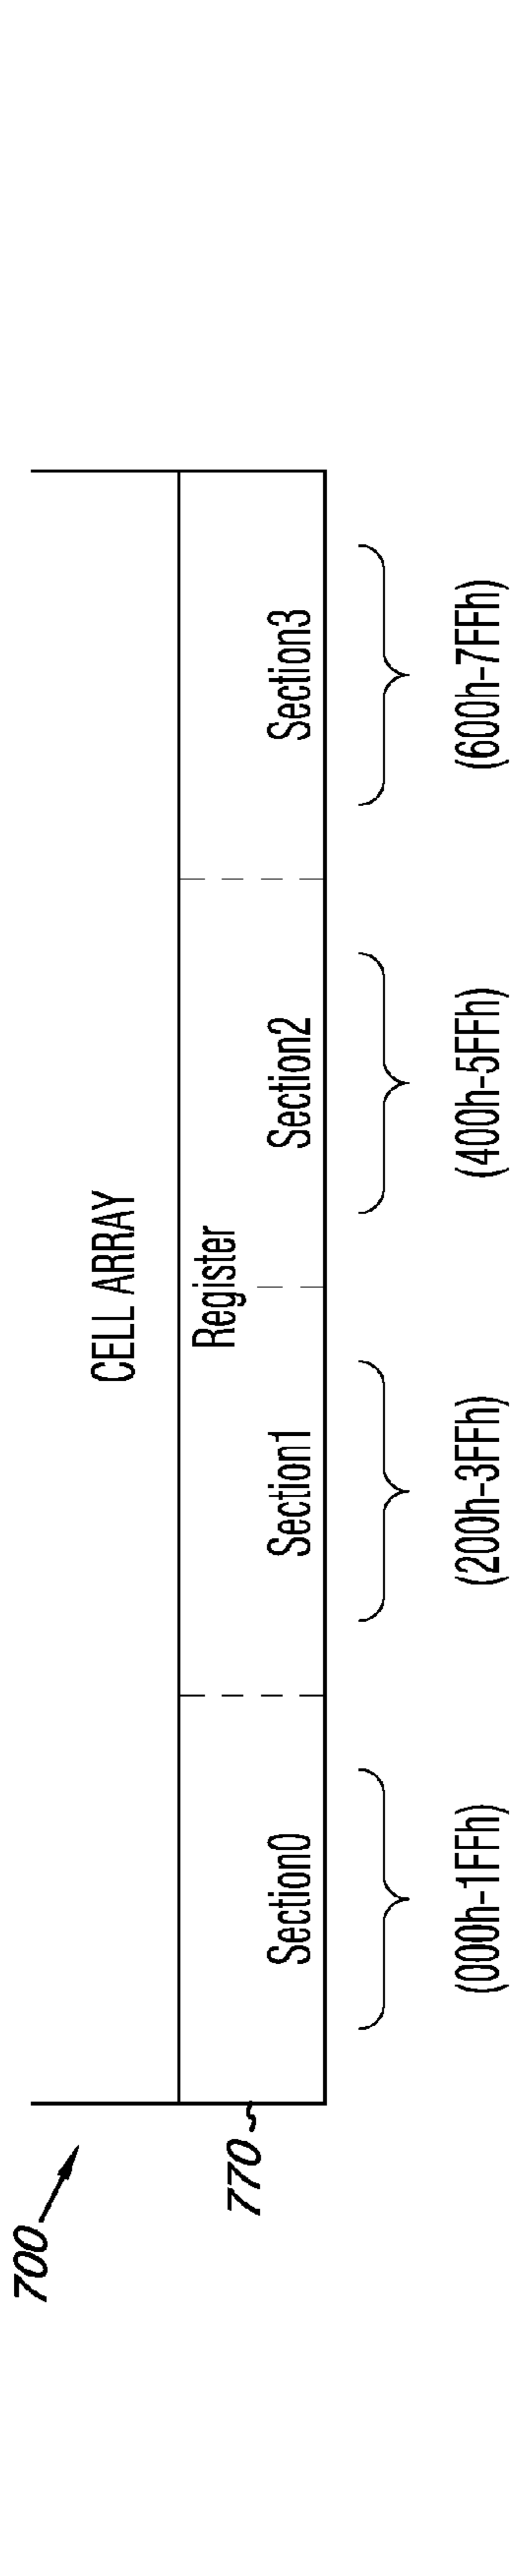 700
CELL ARRAY
770
Register
Section0
Section1
Section2
Section3
(000h-1FFh)
(200h-3FFh)
(400h-5FFh)
(600h-7FFh)